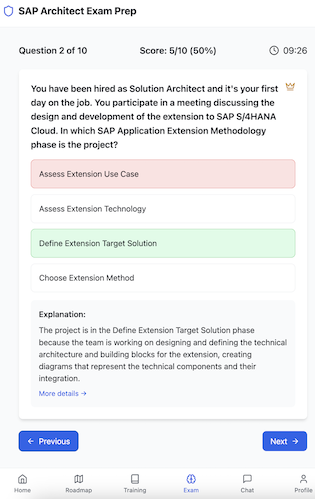 SAP Architect Exam Prep
Question 2 of 10
Score: 5/10 (50%)
09:26
You have been hired as Solution Architect and it's your first
day on the job. You participate in a meeting discussing the
design and development of the extension to SAP S/4HANA
Cloud. In which SAP Application Extension Methodology
phase is the project?
Assess Extension Use Case
Assess Extension Technology
Define Extension Target Solution
Choose Extension Method
Explanation:
The project is in the Define Extension Target Solution phase
because the team is working on designing and defining the technical
architecture and building blocks for the extension, creating
diagrams that represent the technical components and their
integration.
More details →
← Previous
Next →
Home
Roadmap
Training
Exam
Chat
Profile